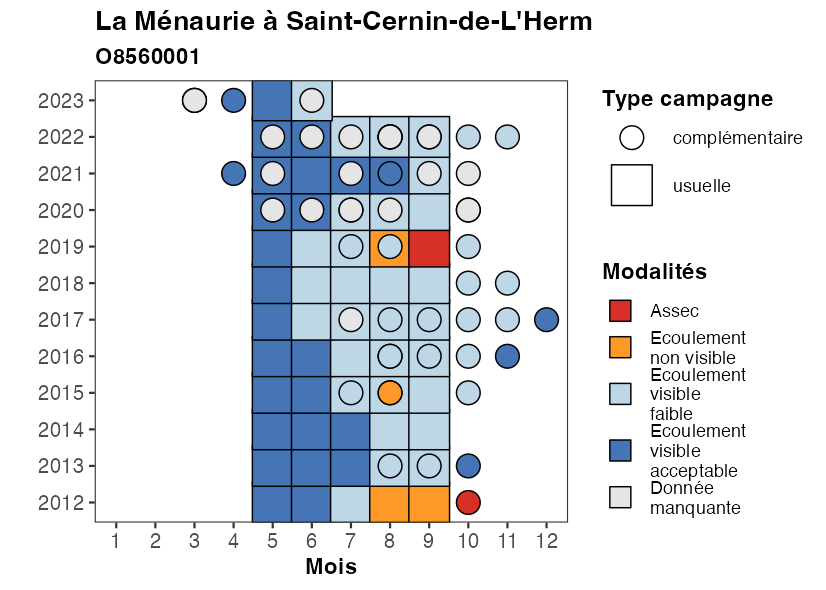 La Ménaurie à Saint-Cernin-de-L'Herm
O8560001
2023
2022
2021
2020
2019
2018
2017
2016
2015
2014
2013
2012
1 2 3 4 5 6 7 8 9 10 11 12
Mois
Type campagne
complémentaire
usuelle
Modalités
Assec
Ecoulement
non visible
Ecoulement
visible
faible
Ecoulement
visible
acceptable
Donnée
manquante